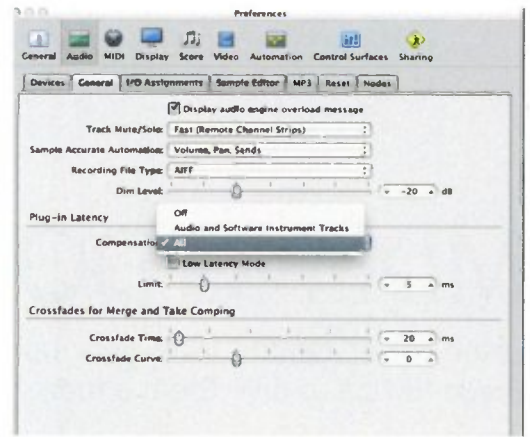 Preferences
General Audio MIDI Display Score Video Automation Control Surfaces Sharing
Devices General I/O Assignments Sample Editor MP3 Reset Nodes
Display audio engine overload message
Track Mute/Solo: Fast (Remote Channel Strips)
Sample Accurate Automation: Volume, Pan, Sends
Recording File Type: AIFF
Dim Level: -20 dB
Off
Plug-in Latency
Audio and Software Instrument Tracks
Compensation ✓ All
Low Latency Mode
Limit: 5 ms
Crossfades for Merge and Take Comping
Crossfade Time: 20 ms
Crossfade Curve: 0